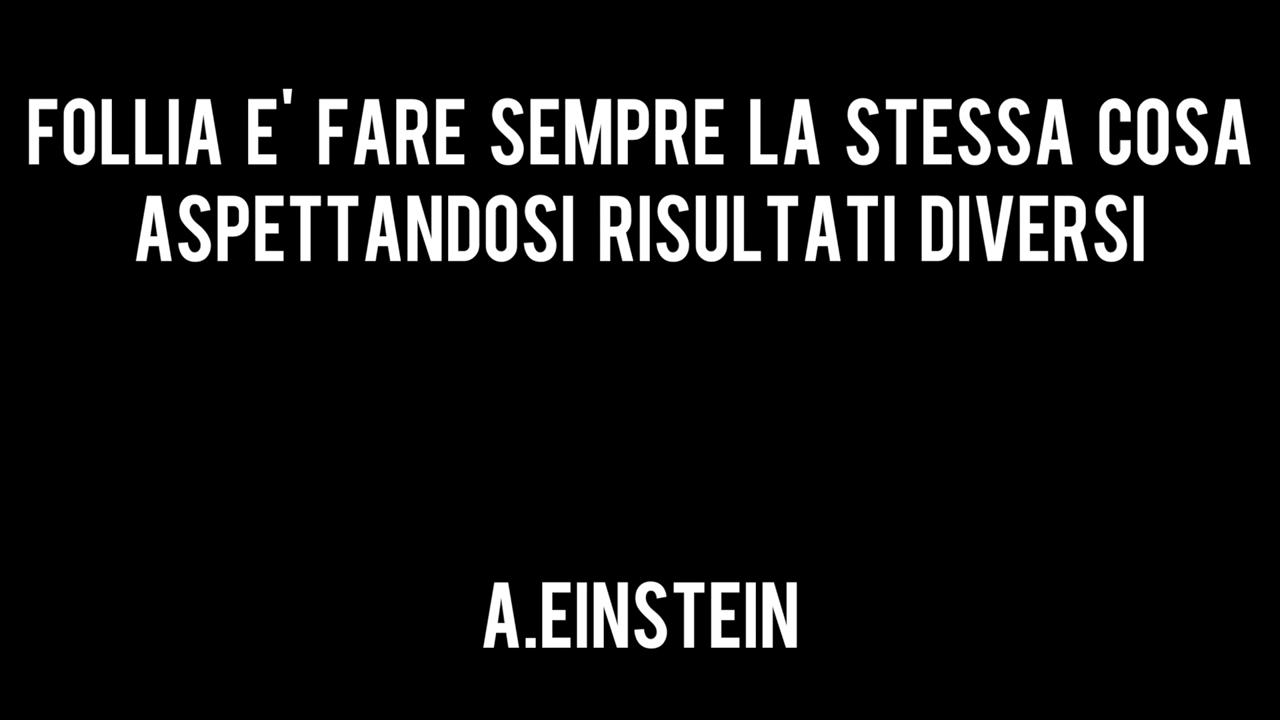 FOLLIA E' FARE SEMPRE LA STESSA COSA
ASPETTANDOSI RISULTATI DIVERSI
A.EINSTEIN